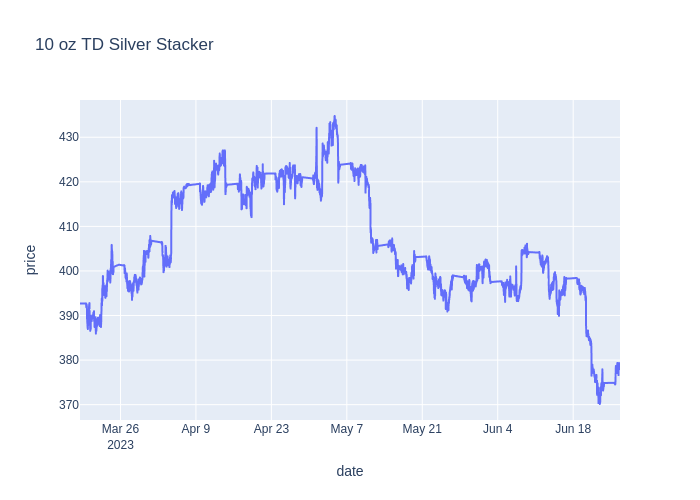 10 oz TD Silver Stacker
430
420
410
400
390
380
370
price
Mar 26
2023
Apr 9
Apr 23
May 7
May 21
Jun 4
Jun 18
date